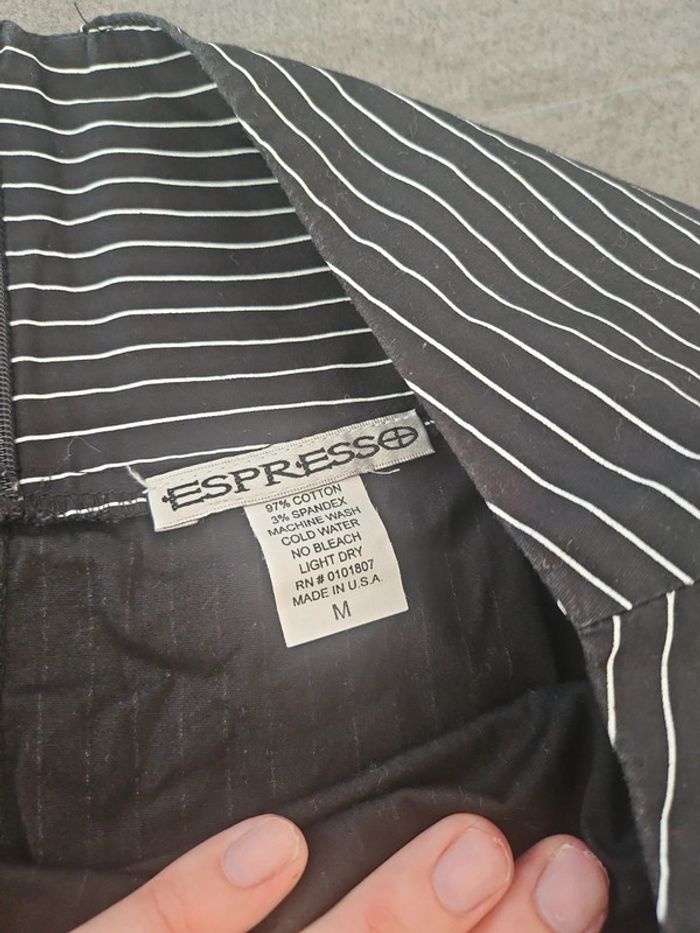 ESPRESSO
97% COTTON
3% SPANDEX
MACHINE WASH
COLD WATER
NO BLEACH
LIGHT DRY
RN # 0101807
MADE IN U.S.A.
M